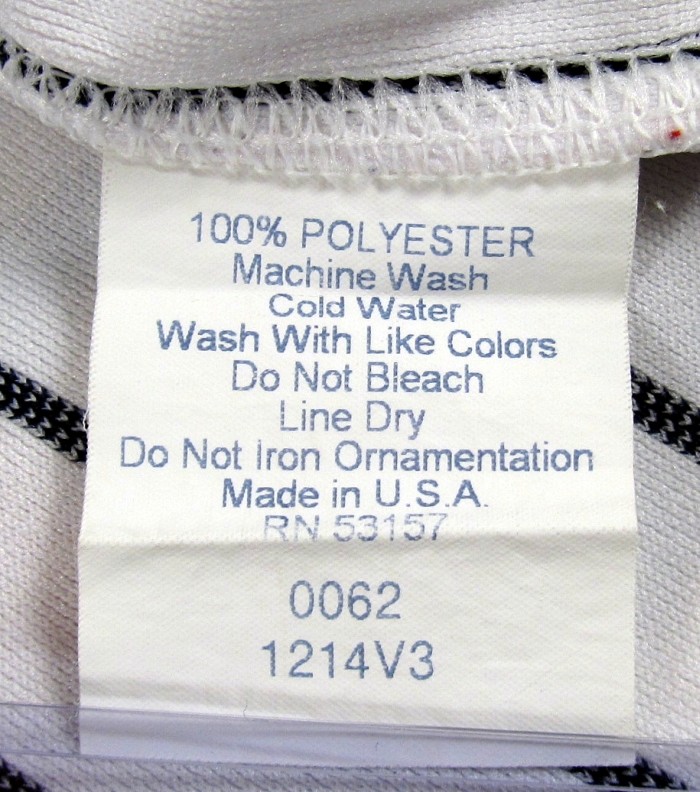 100% POLYESTER
Machine Wash
Cold Water
Wash With Like Colors
Do Not Bleach
Line Dry
Do Not Iron Ornamentation
Made in U.S.A.
RN 53157
0062
1214V3